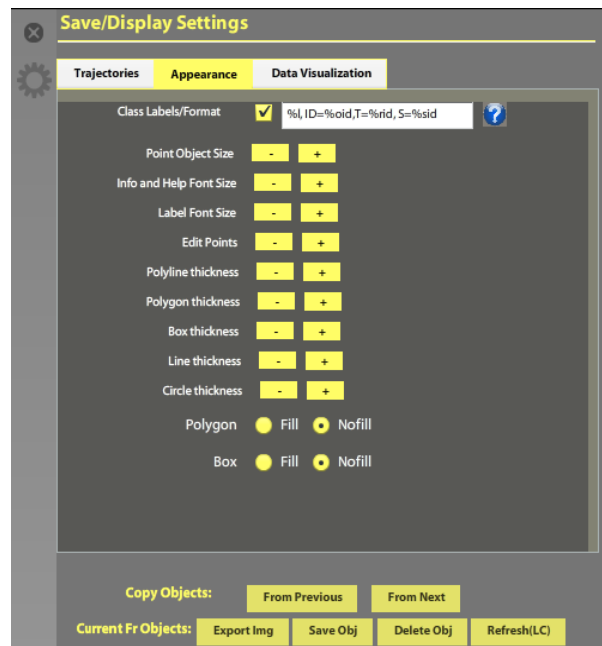 Save/Display Settings
Trajectories Appearance Data Visualization
Class Labels/Format %l, ID=%oid,T=%rid, S=%sid ?
Point Object Size - +
Info and Help Font Size - +
Label Font Size - +
Edit Points - +
Polyline thickness - +
Polygon thickness - +
Box thickness - +
Line thickness - +
Circle thickness - +
Polygon Fill Nofill
Box Fill Nofill
Copy Objects: From Previous From Next
Current Fr Objects: Export Img Save Obj Delete Obj Refresh(LC)